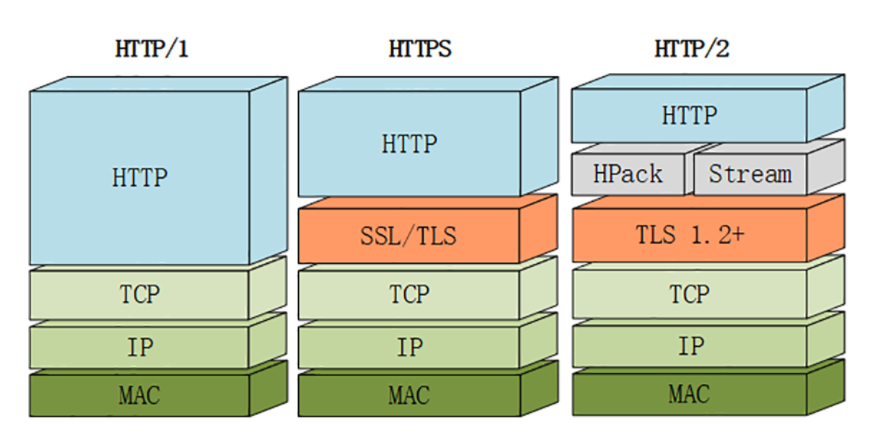 HTTP/1 HTTPS HTTP/2
HTTP
HTTP
HTTP
HPack Stream
SSL/TLS
TLS 1.2+
TCP TCP TCP
IP IP IP
MAC MAC MAC